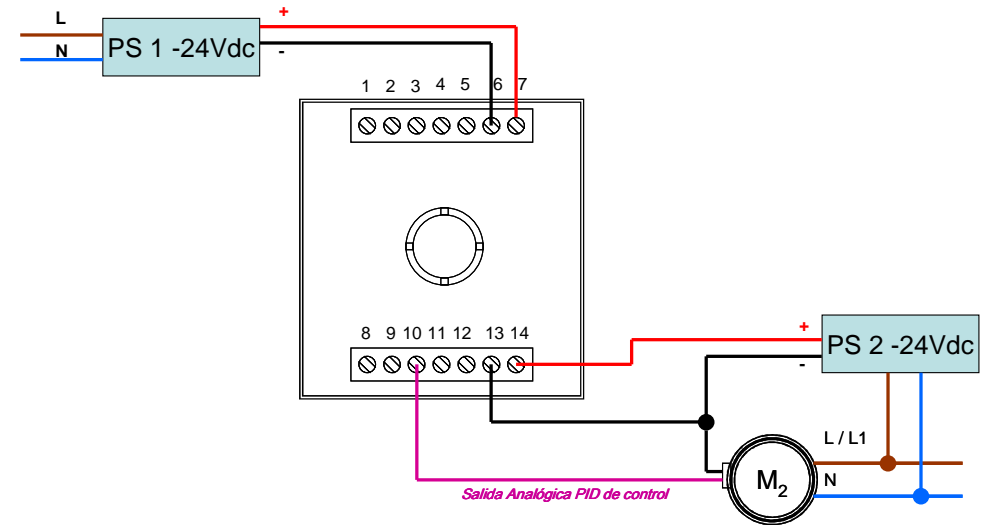 L
N
PS 1 -24Vdc
+
-
1 2 3 4 5 6 7
8 9 10 11 12 13 14
+
-
PS 2 -24Vdc
L / L1
N
M2
Salida Analógica PID de control